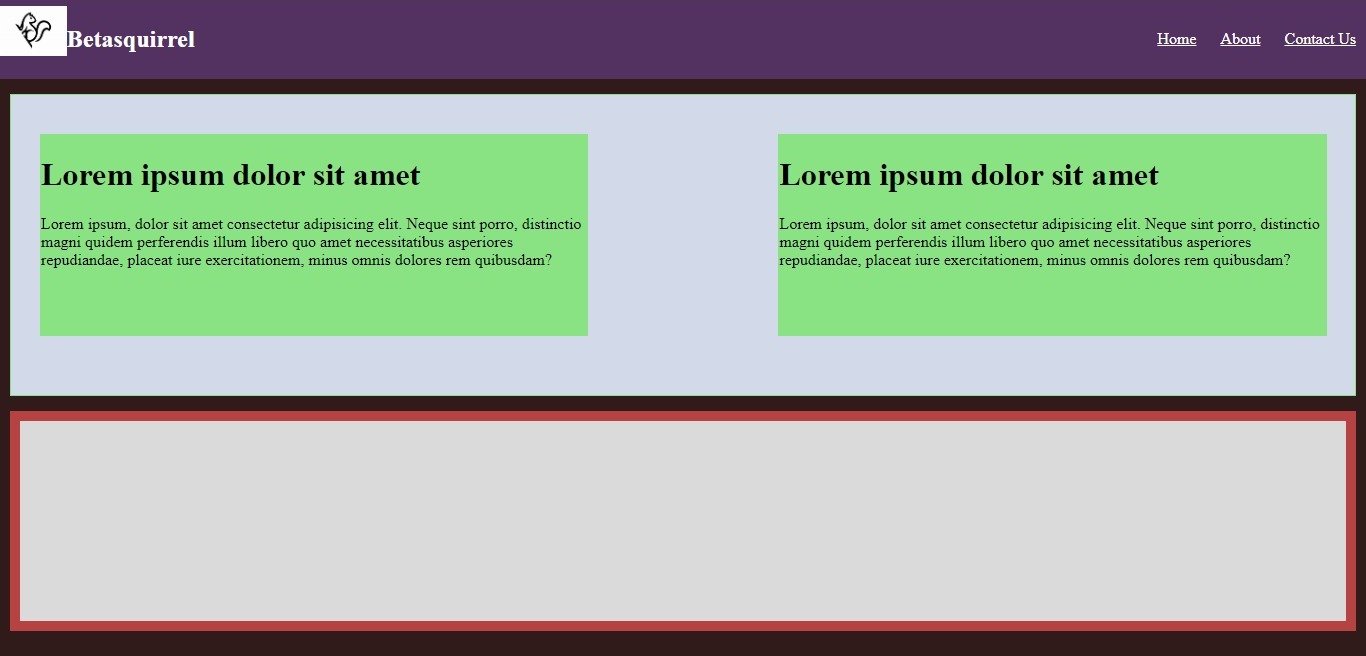 Betasquirrel
Home About Contact Us
Lorem ipsum dolor sit amet
Lorem ipsum, dolor sit amet consectetur adipisicing elit. Neque sint porro, distinctio
magni quidem perferendis illum libero quo amet necessitatibus asperiores
repudiandae, placeat iure exercitationem, minus omnis dolores rem quibusdam?
Lorem ipsum dolor sit amet
Lorem ipsum, dolor sit amet consectetur adipisicing elit. Neque sint porro, distinctio
magni quidem perferendis illum libero quo amet necessitatibus asperiores
repudiandae, placeat iure exercitationem, minus omnis dolores rem quibusdam?